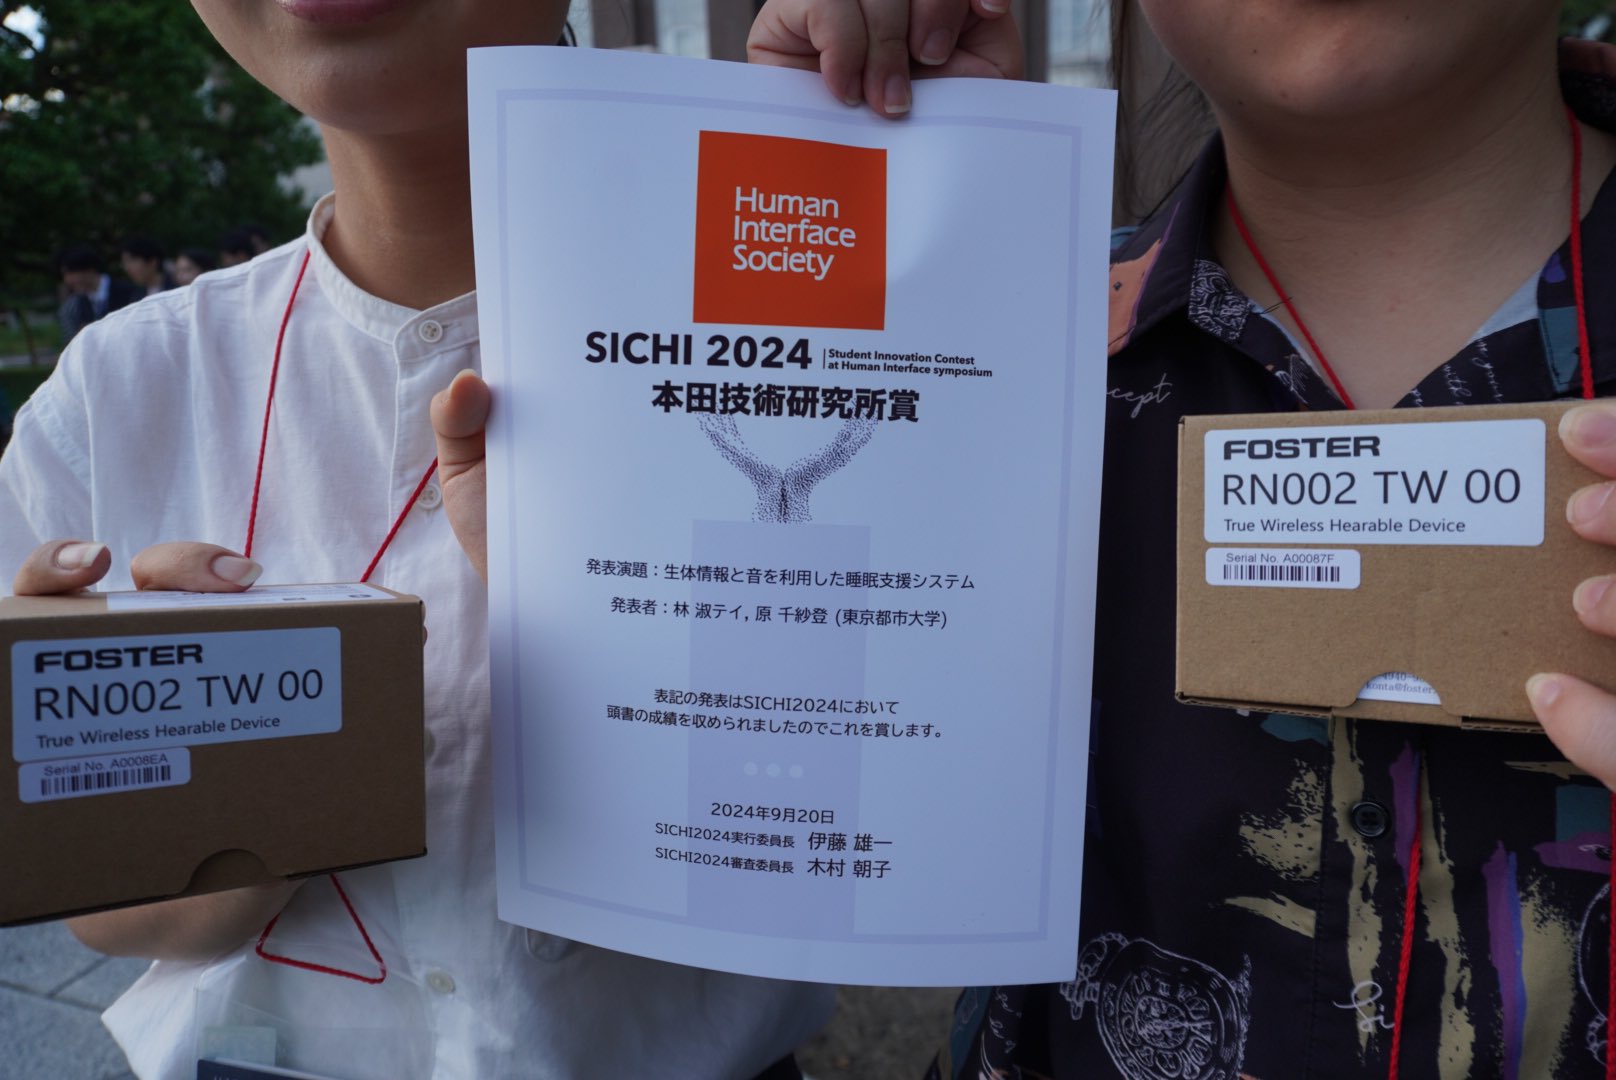 Human
Interface
Society
SICHI 2024
Student Innovation Contest
at Human Interface symposium
本田技術研究所賞
発表演題：生体情報と音を利用した睡眠支援システム
発表者：林 淑テイ, 原 千紗登 (東京都市大学)
表記の発表はSICHI2024において
頭書の成績を収められましたのでこれを賞します。
2024年9月20日
SICHI2024実行委員長 伊藤 雄一
SICHI2024審査委員長 木村 朝子
FOSTER
RN002 TW 00
True Wireless Hearable Device
Serial No. A0008EA
FOSTER
RN002 TW 00
True Wireless Hearable Device
Serial No. A00087F
konta@foster.
cept
Si